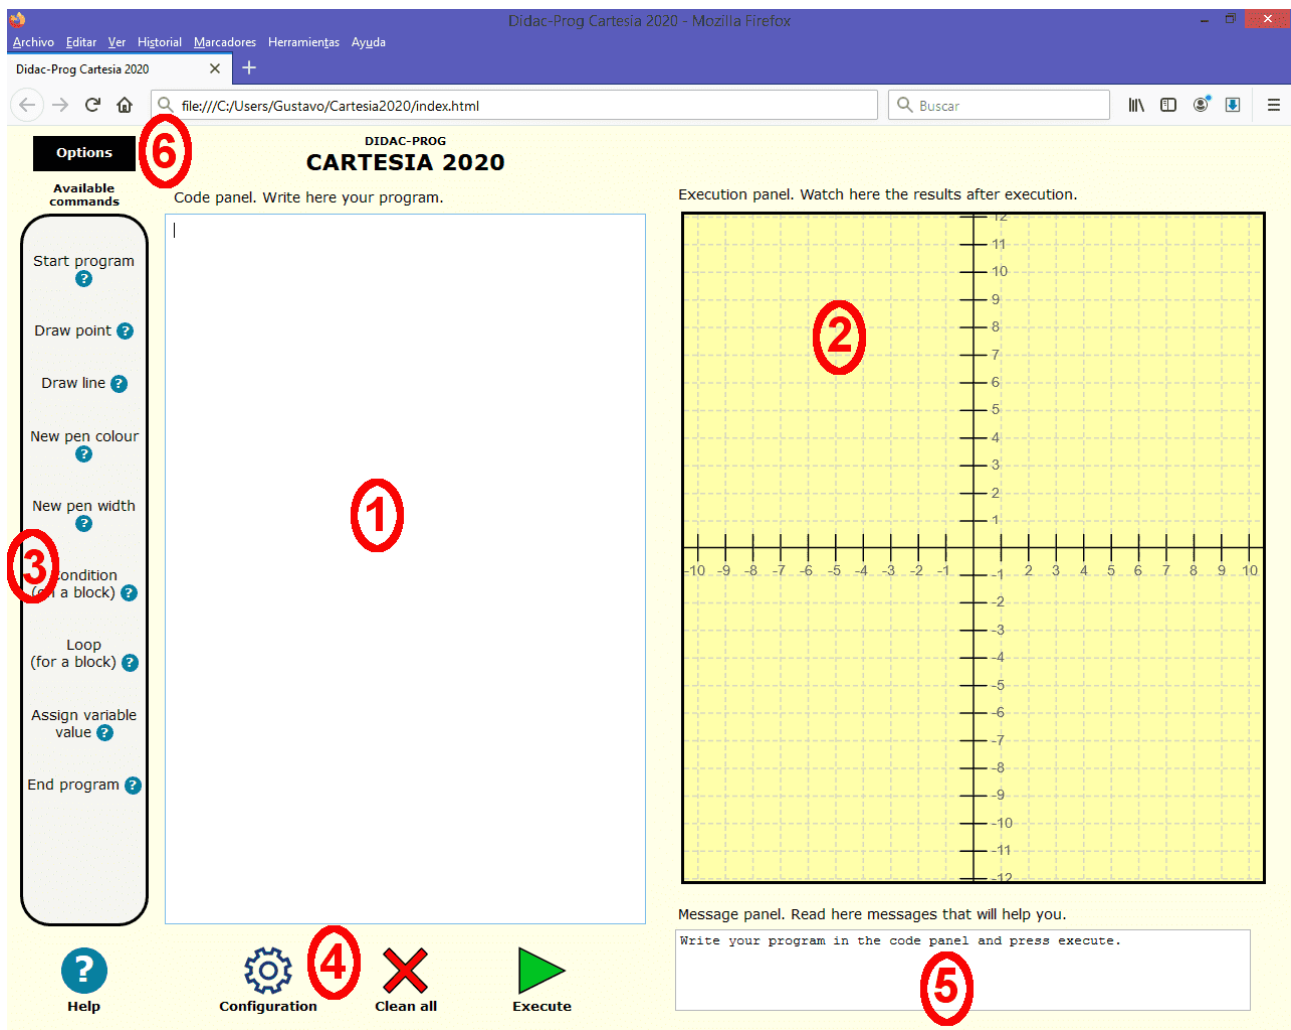 Didac-Prog Cartesia 2020 - Mozilla Firefox
Archivo Editar Ver Historial Marcadores Herramientas Ayuda
Didac-Prog Cartesia 2020
file:///C:/Users/Gustavo/Cartesia2020/index.html
Buscar
Options
6
DIDAC-PROG
CARTESIA 2020
Available
commands
Code panel. Write here your program.
Execution panel. Watch here the results after execution.
Start program
?
Draw point ?
Draw line ?
New pen colour
?
New pen width
?
3
Condition
(on a block) ?
Loop
(for a block) ?
Assign variable
value ?
End program ?
1
2
12
11
10
9
8
7
6
5
4
3
2
1
-10 -9 -8 -7 -6 -5 -4 -3 -2 -1 2 3 4 5 6 7 8 9 10
-1
-2
-3
-4
-5
-6
-7
-8
-9
-10
-11
-12
Message panel. Read here messages that will help you.
Write your program in the code panel and press execute.
5
?
Help
Configuration
4
Clean all
Execute